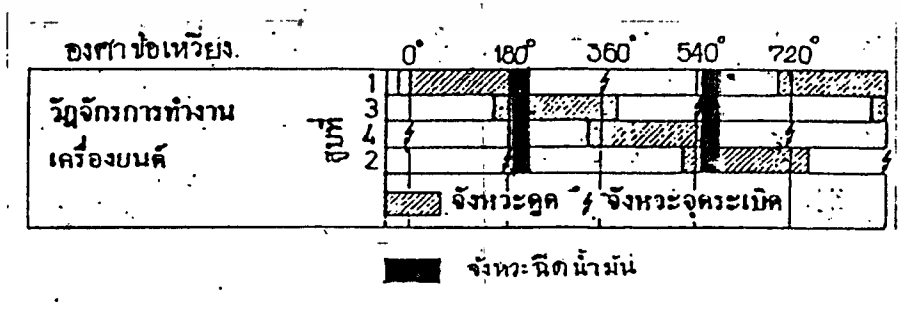 องศาข้อเหวี่ยง 0° 180° 360° 540° 720°
วัฎจักรการทำงาน
เครื่องยนต์
สูบที่
1
3
4
2
จังหวะดูด จังหวะจุดระเบิด
จังหวะฉีดน้ำมัน